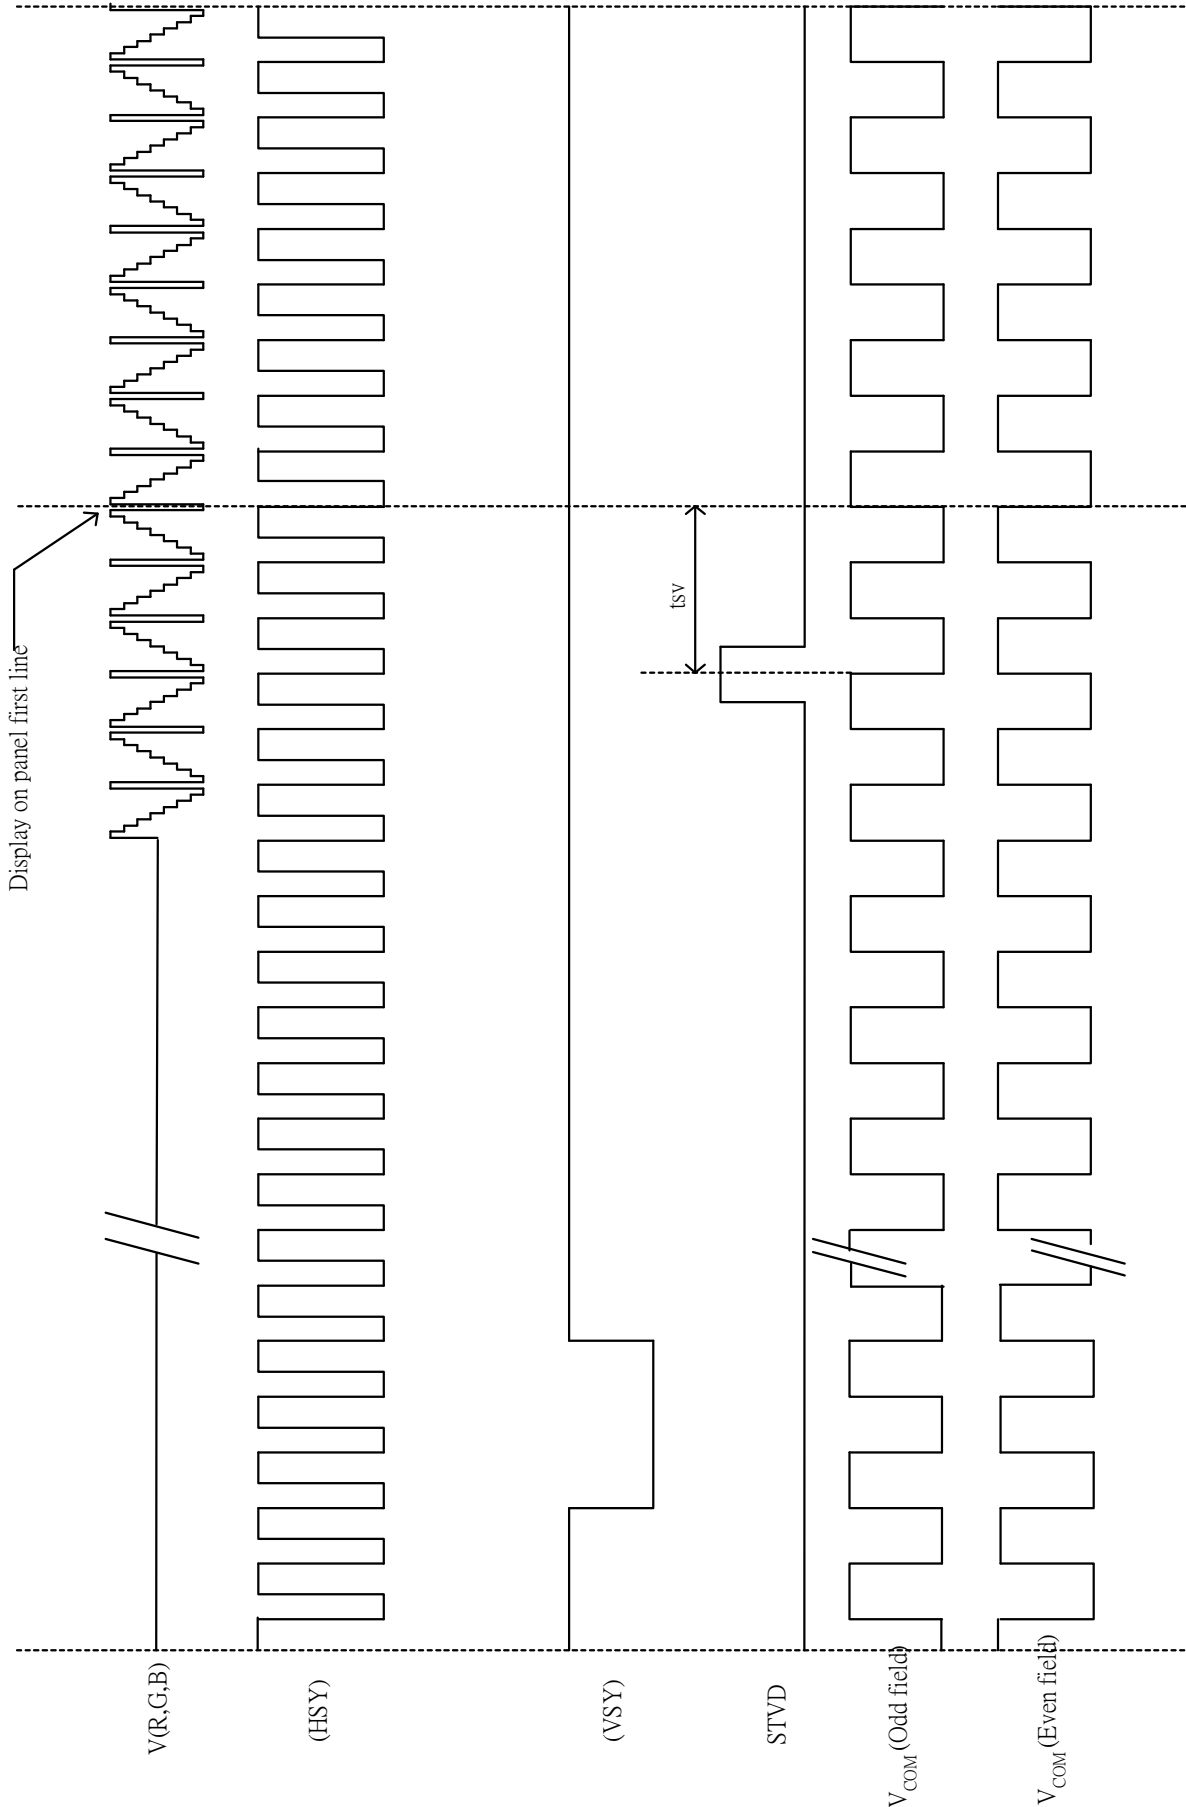 Display on panel first line
tsv
V(R,G,B)
(HSY)
(VSY)
STVD
VCOM (Odd field)
VCOM (Even field)